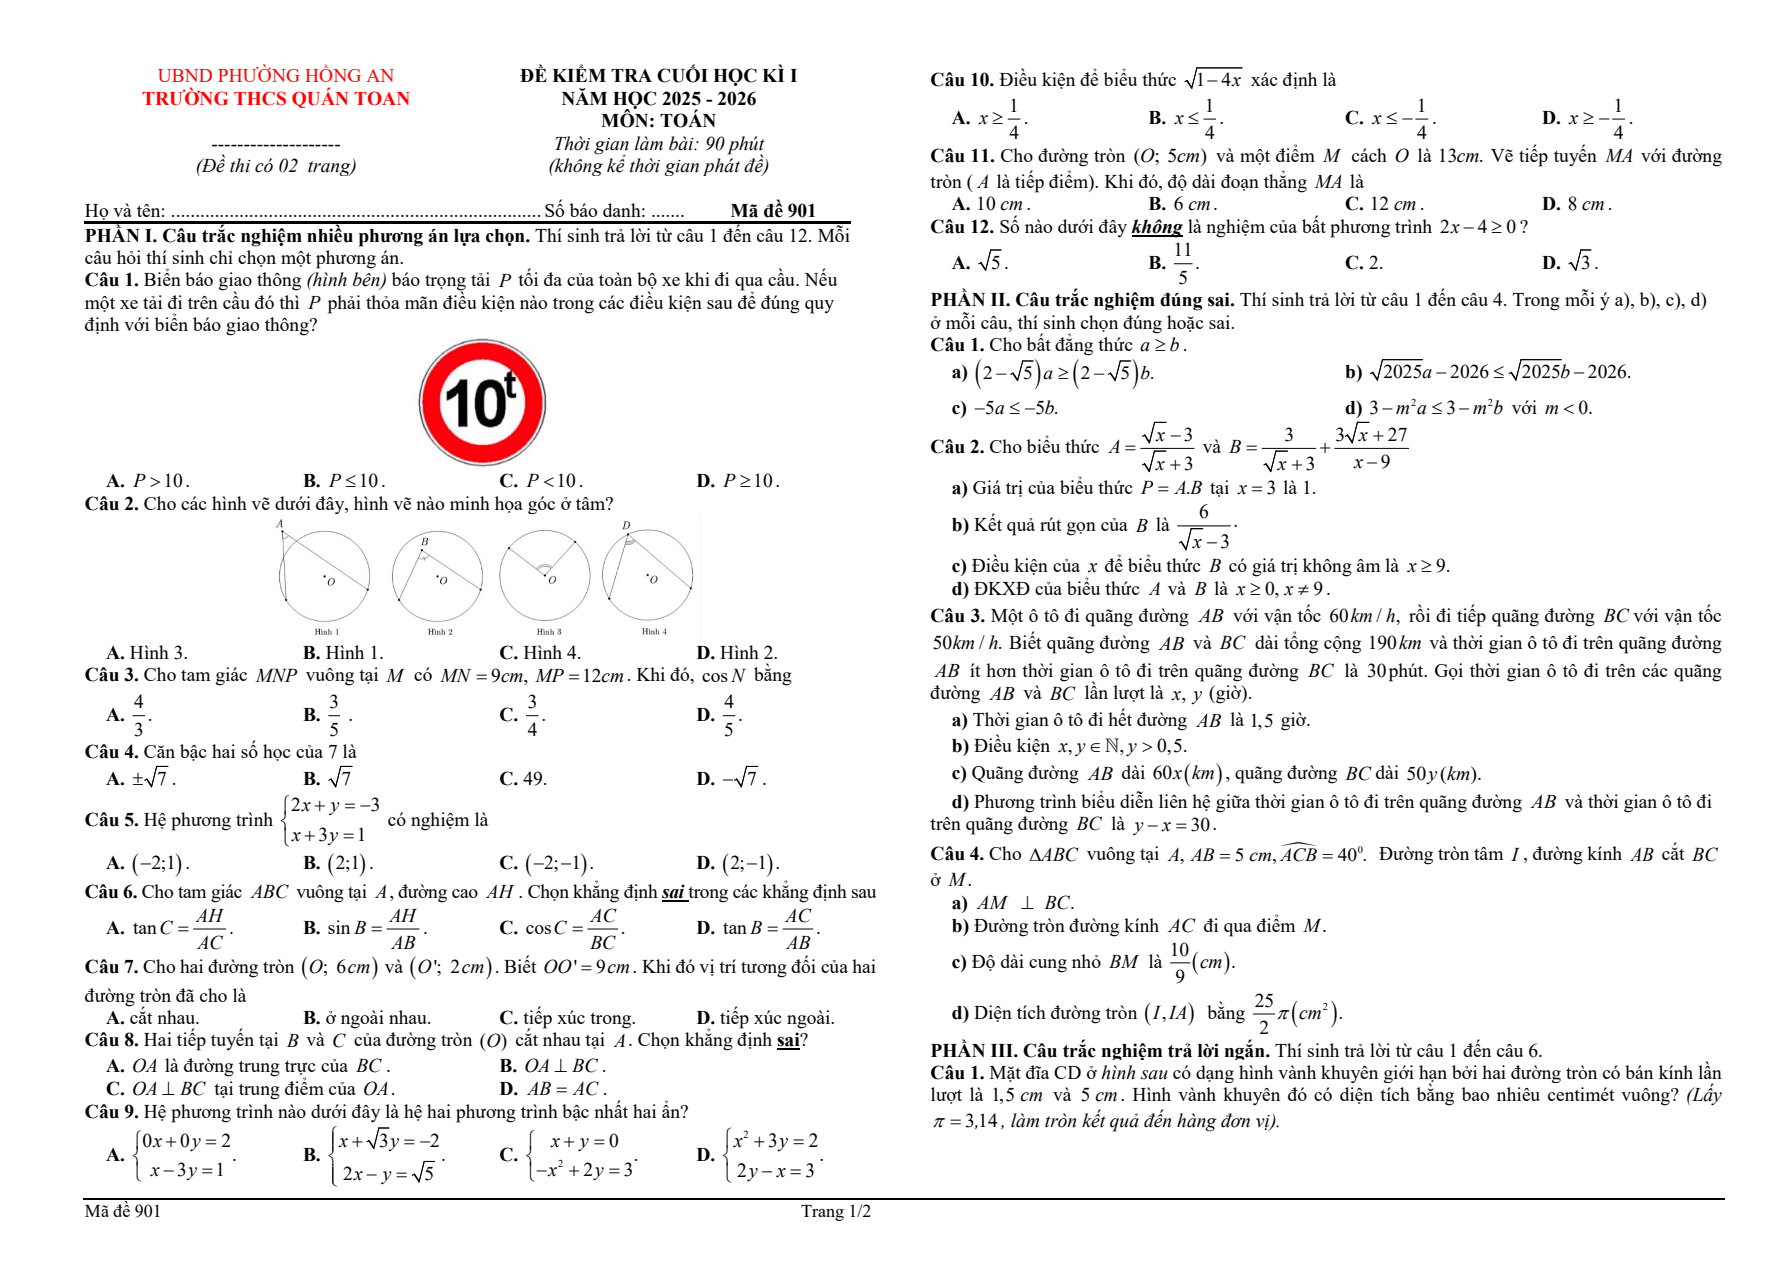 UBND PHƯỜNG HỒNG AN
TRƯỜNG THCS QUÁN TOAN
--------------------
(Đề thi có 02 trang)
ĐỀ KIỂM TRA CUỐI HỌC KÌ I
NĂM HỌC 2025 - 2026
MÔN: TOÁN
Thời gian làm bài: 90 phút
(không kể thời gian phát đề)
Họ và tên: ............................................................................ Số báo danh: ....... Mã đề 901
PHẦN I. Câu trắc nghiệm nhiều phương án lựa chọn. Thí sinh trả lời từ câu 1 đến câu 12. Mỗi
câu hỏi thí sinh chỉ chọn một phương án.
Câu 1. Biển báo giao thông (hình bên) báo trọng tải P tối đa của toàn bộ xe khi đi qua cầu. Nếu
một xe tải đi trên cầu đó thì P phải thỏa mãn điều kiện nào trong các điều kiện sau để đúng quy
định với biển báo giao thông?
10t
A. P > 10. B. P ≤ 10. C. P < 10. D. P ≥ 10.
Câu 2. Cho các hình vẽ dưới đây, hình vẽ nào minh họa góc ở tâm?
A O B O O D O
Hình 1 Hình 2 Hình 3 Hình 4
A. Hình 3. B. Hình 1. C. Hình 4. D. Hình 2.
Câu 3. Cho tam giác MNP vuông tại M có MN = 9cm, MP = 12cm. Khi đó, cos N bằng
A. 4/3. B. 3/5. C. 3/4. D. 4/5.
Câu 4. Căn bậc hai số học của 7 là
A. ±√7. B. √7 C. 49. D. −√7.
Câu 5. Hệ phương trình {2x + y = −3; x + 3y = 1 có nghiệm là
A. (−2;1). B. (2;1). C. (−2;−1). D. (2;−1).
Câu 6. Cho tam giác ABC vuông tại A, đường cao AH. Chọn khẳng định sai trong các khẳng định sau
A. tan C = AH/AC. B. sin B = AH/AB. C. cos C = AC/BC. D. tan B = AC/AB.
Câu 7. Cho hai đường tròn (O; 6cm) và (O'; 2cm). Biết OO' = 9cm. Khi đó vị trí tương đối của hai
đường tròn đã cho là
A. cắt nhau. B. ở ngoài nhau. C. tiếp xúc trong. D. tiếp xúc ngoài.
Câu 8. Hai tiếp tuyến tại B và C của đường tròn (O) cắt nhau tại A. Chọn khẳng định sai?
A. OA là đường trung trực của BC. B. OA ⊥ BC.
C. OA ⊥ BC tại trung điểm của OA. D. AB = AC.
Câu 9. Hệ phương trình nào dưới đây là hệ hai phương trình bậc nhất hai ẩn?
A. {0x + 0y = 2; x − 3y = 1. B. {x + √3y = −2; 2x − y = √5. C. {x + y = 0; −x² + 2y = 3. D. {x² + 3y = 2; 2y − x = 3.
Câu 10. Điều kiện để biểu thức √(1−4x) xác định là
A. x ≥ 1/4. B. x ≤ 1/4. C. x ≤ −1/4. D. x ≥ −1/4.
Câu 11. Cho đường tròn (O; 5cm) và một điểm M cách O là 13cm. Vẽ tiếp tuyến MA với đường
tròn ( A là tiếp điểm). Khi đó, độ dài đoạn thẳng MA là
A. 10 cm. B. 6 cm. C. 12 cm. D. 8 cm.
Câu 12. Số nào dưới đây không là nghiệm của bất phương trình 2x − 4 ≥ 0?
A. √5. B. 11/5. C. 2. D. √3.
PHẦN II. Câu trắc nghiệm đúng sai. Thí sinh trả lời từ câu 1 đến câu 4. Trong mỗi ý a), b), c), d)
ở mỗi câu, thí sinh chọn đúng hoặc sai.
Câu 1. Cho bất đẳng thức a ≥ b.
a) (2 − √5)a ≥ (2 − √5)b. b) √2025a − 2026 ≤ √2025b − 2026.
c) −5a ≤ −5b. d) 3 − m²a ≤ 3 − m²b với m < 0.
Câu 2. Cho biểu thức A = (√x − 3)/(√x + 3) và B = 3/(√x + 3) + (3√x + 27)/(x − 9)
a) Giá trị của biểu thức P = A.B tại x = 3 là 1.
b) Kết quả rút gọn của B là 6/(√x − 3).
c) Điều kiện của x để biểu thức B có giá trị không âm là x ≥ 9.
d) ĐKXĐ của biểu thức A và B là x ≥ 0, x ≠ 9.
Câu 3. Một ô tô đi quãng đường AB với vận tốc 60km / h, rồi đi tiếp quãng đường BC với vận tốc
50km / h. Biết quãng đường AB và BC dài tổng cộng 190km và thời gian ô tô đi trên quãng đường
AB ít hơn thời gian ô tô đi trên quãng đường BC là 30phút. Gọi thời gian ô tô đi trên các quãng
đường AB và BC lần lượt là x, y (giờ).
a) Thời gian ô tô đi hết đường AB là 1,5 giờ.
b) Điều kiện x, y ∈ ℕ, y > 0,5.
c) Quãng đường AB dài 60x(km), quãng đường BC dài 50y(km).
d) Phương trình biểu diễn liên hệ giữa thời gian ô tô đi trên quãng đường AB và thời gian ô tô đi
trên quãng đường BC là y − x = 30.
Câu 4. Cho ΔABC vuông tại A, AB = 5 cm, ACB = 40⁰. Đường tròn tâm I, đường kính AB cắt BC
ở M.
a) AM ⊥ BC.
b) Đường tròn đường kính AC đi qua điểm M.
c) Độ dài cung nhỏ BM là 10/9(cm).
d) Diện tích đường tròn (I, IA) bằng 25/2 π(cm²).
PHẦN III. Câu trắc nghiệm trả lời ngắn. Thí sinh trả lời từ câu 1 đến câu 6.
Câu 1. Mặt đĩa CD ở hình sau có dạng hình vành khuyên giới hạn bởi hai đường tròn có bán kính lần
lượt là 1,5 cm và 5 cm. Hình vành khuyên đó có diện tích bằng bao nhiêu centimét vuông? (Lấy
π = 3,14, làm tròn kết quả đến hàng đơn vị).
Mã đề 901 Trang 1/2